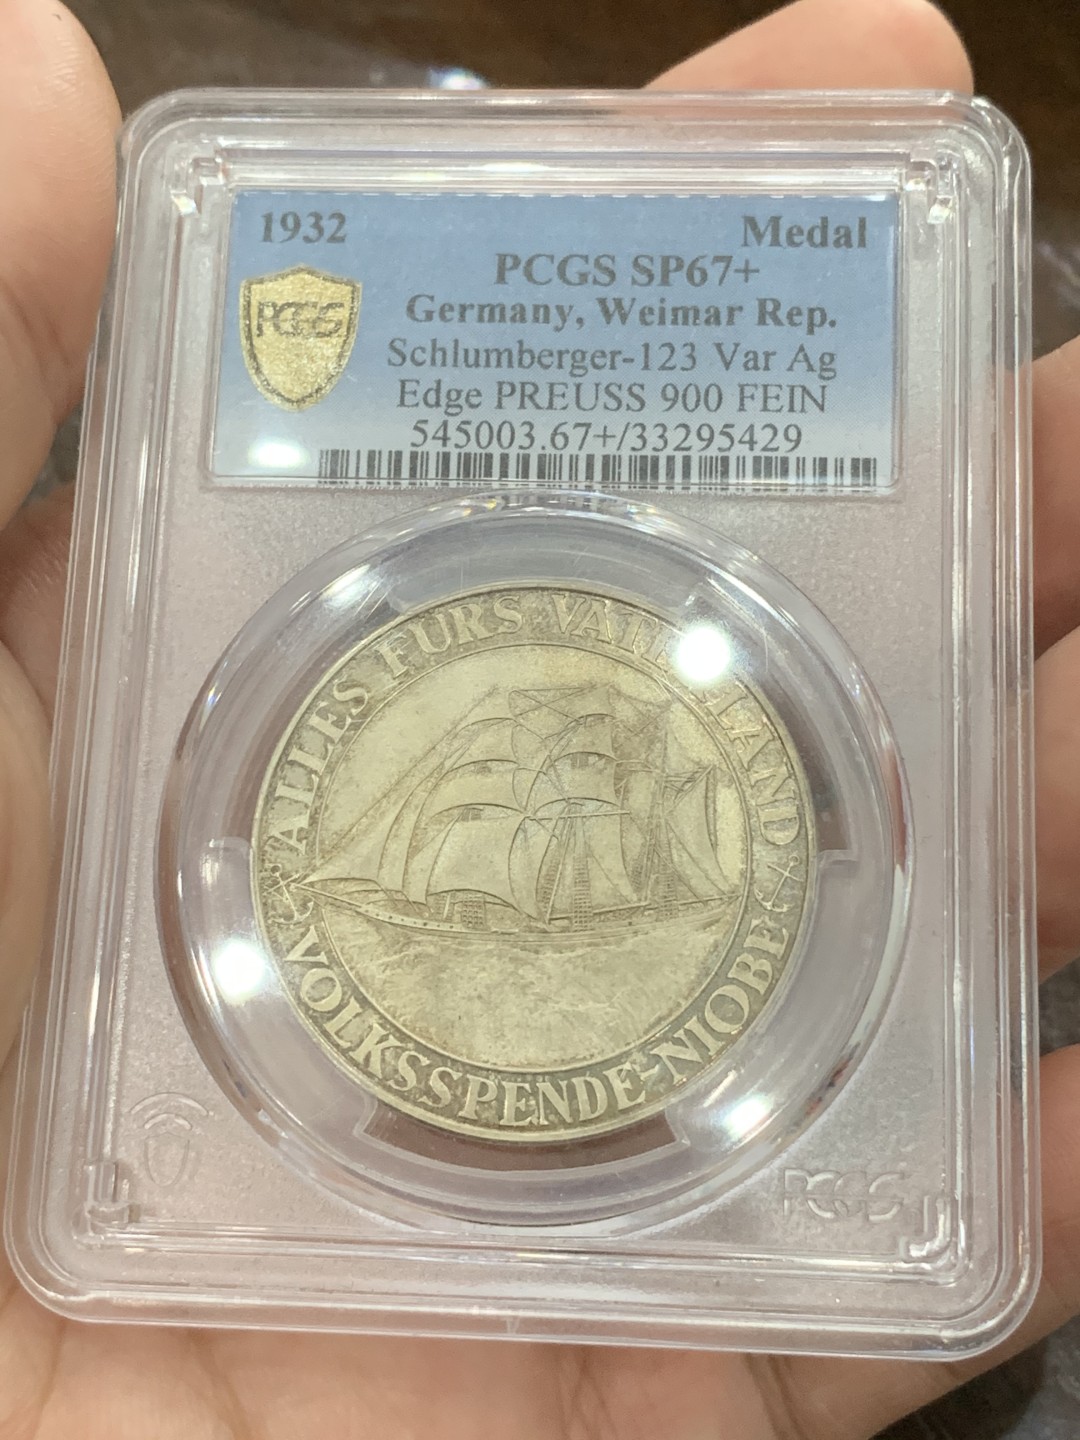 1932 Medal
PCGS SP67+
PCGS
Germany, Weimar Rep.
Schlumberger-123 Var Ag
Edge PREUSS 900 FEIN
545003.67+/33295429
ALLES FURS VATERLAND
VOLKSSPENDE-NIOBE
PCGS